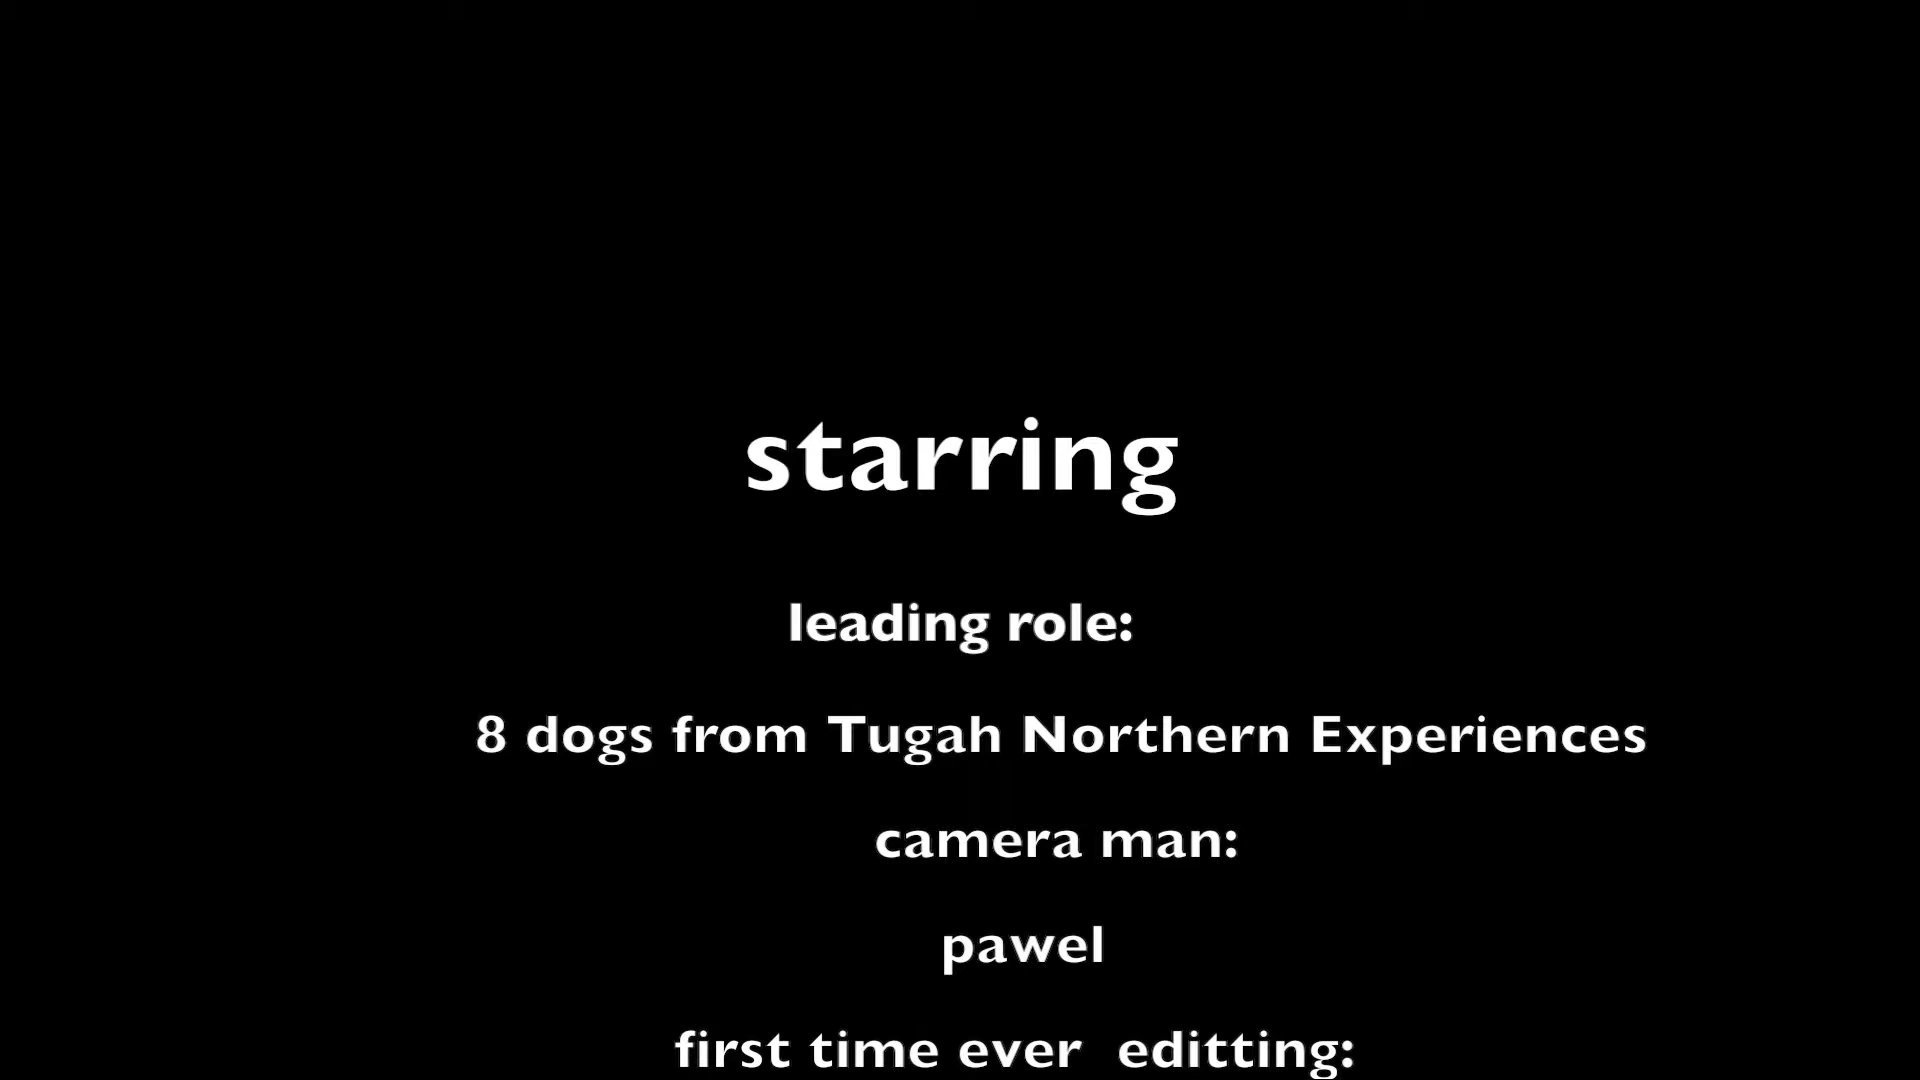 starring
leading role:
8 dogs from Tugah Northern Experiences
camera man:
pawel
first time ever  editting: